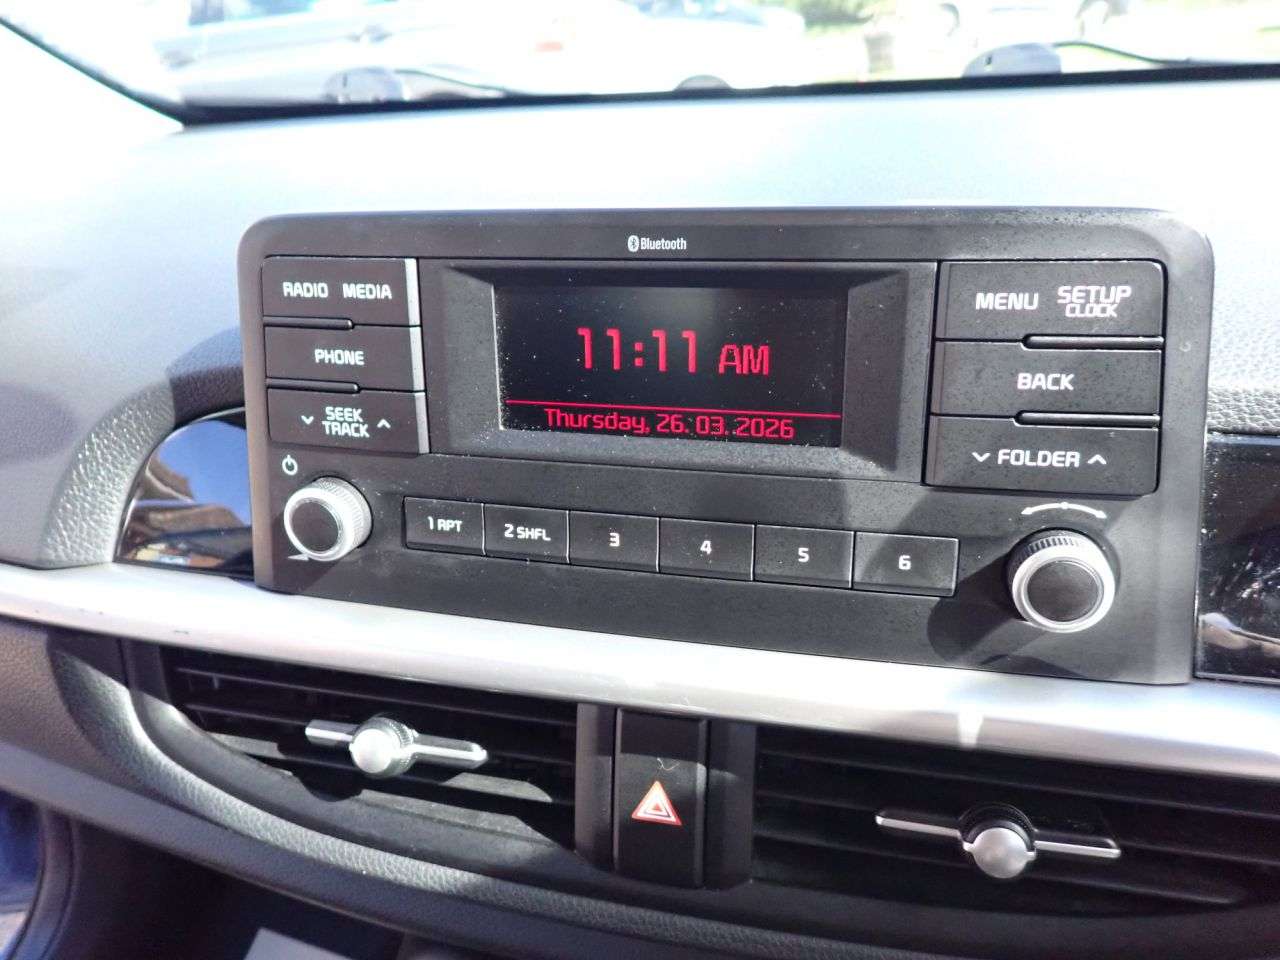 Bluetooth
RADIO MEDIA
PHONE
SEEK
TRACK
11:11 AM
Thursday, 26. 03. 2026
MENU
SETUP
CLOCK
BACK
FOLDER
1 RPT
2 SHFL
3
4
5
6